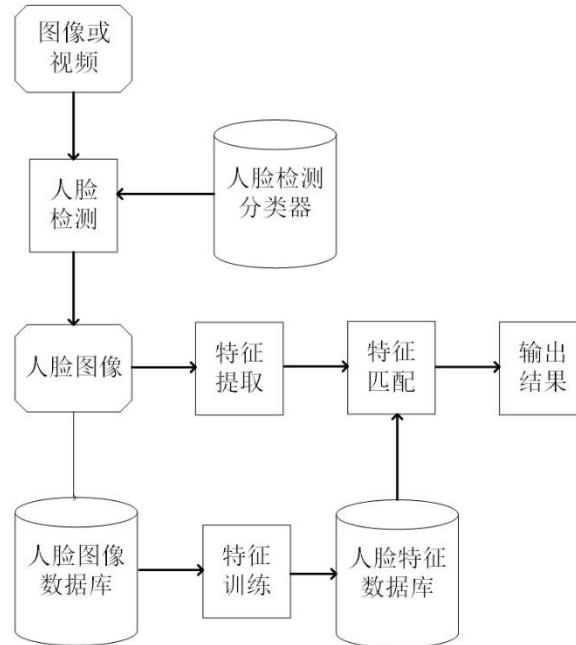 图像或
视频
人脸
检测
人脸检测
分类器
人脸图像
特征
提取
特征
匹配
输出
结果
人脸图像
数据库
特征
训练
人脸特征
数据库